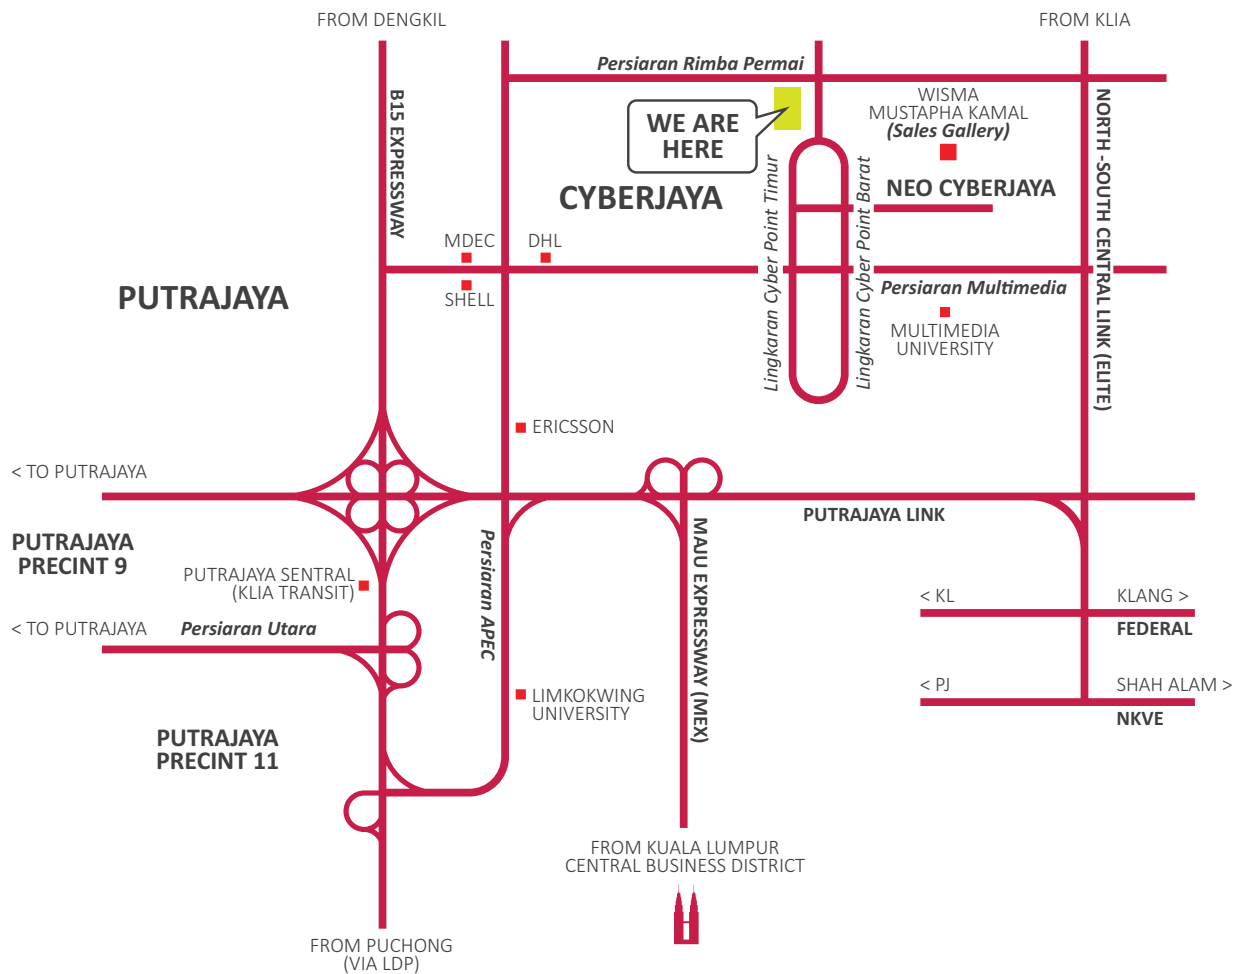 FROM DENGKIL
FROM KLIA
Persiaran Rimba Permai
B15 EXPRESSWAY
WE ARE
HERE
WISMA
MUSTAPHA KAMAL
(Sales Gallery)
NORTH -SOUTH CENTRAL LINK (ELITE)
CYBERJAYA
Lingkaran Cyber Point Timur
Lingkaran Cyber Point Barat
NEO CYBERJAYA
MDEC
DHL
SHELL
PUTRAJAYA
Persiaran Multimedia
MULTIMEDIA
UNIVERSITY
ERICSSON
< TO PUTRAJAYA
PUTRAJAYA LINK
PUTRAJAYA
PRECINT 9
Persiaran APEC
MAJU EXPRESSWAY (MEX)
PUTRAJAYA SENTRAL
(KLIA TRANSIT)
< KL
KLANG >
FEDERAL
< TO PUTRAJAYA
Persiaran Utara
< PJ
SHAH ALAM >
NKVE
LIMKOKWING
UNIVERSITY
PUTRAJAYA
PRECINT 11
FROM KUALA LUMPUR
CENTRAL BUSINESS DISTRICT
FROM PUCHONG
(VIA LDP)